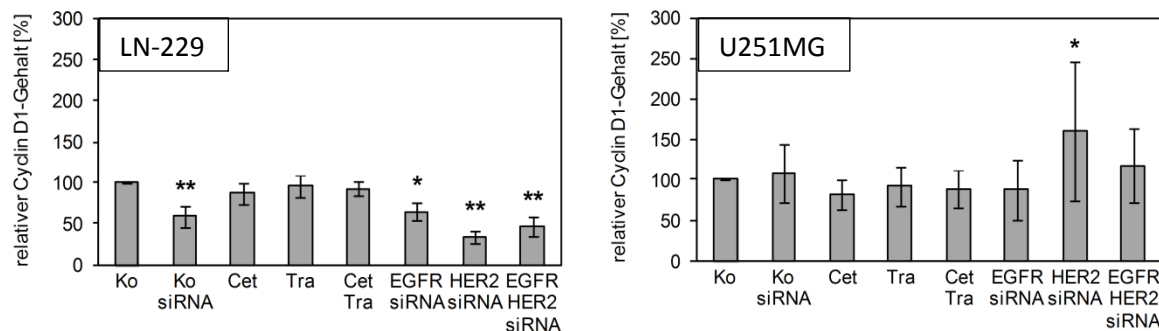 LN-229
relativer Cyclin D1-Gehalt [%]
300
250
200
150
100
50
0
**
*
**
**
Ko
Ko
siRNA
Cet
Tra
Cet
Tra
EGFR
siRNA
HER2
siRNA
EGFR
HER2
siRNA
U251MG
relativer Cyclin D1-Gehalt [%]
300
250
200
150
100
50
0
*
Ko
Ko
siRNA
Cet
Tra
Cet
Tra
EGFR
siRNA
HER2
siRNA
EGFR
HER2
siRNA